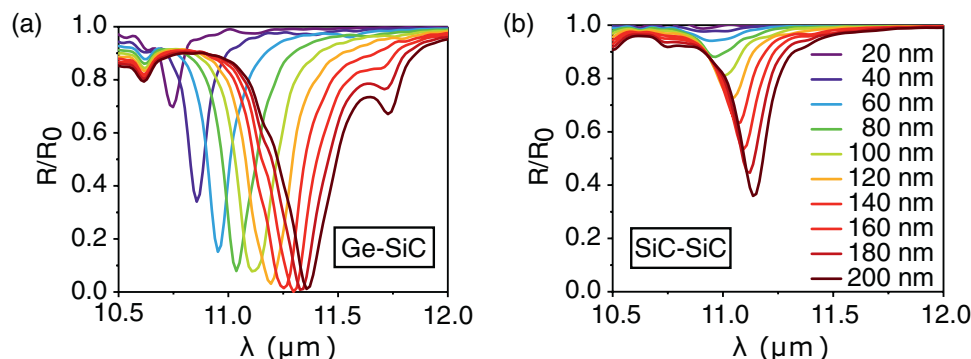 (a)
R/R0
1.0
0.8
0.6
0.4
0.2
0.0
Ge-SiC
10.5
11.0
11.5
12.0
λ (μm)
(b)
R/R0
1.0
0.8
0.6
0.4
0.2
0.0
20 nm
40 nm
60 nm
80 nm
100 nm
120 nm
140 nm
160 nm
180 nm
200 nm
SiC-SiC
10.5
11.0
11.5
12.0
λ (μm)